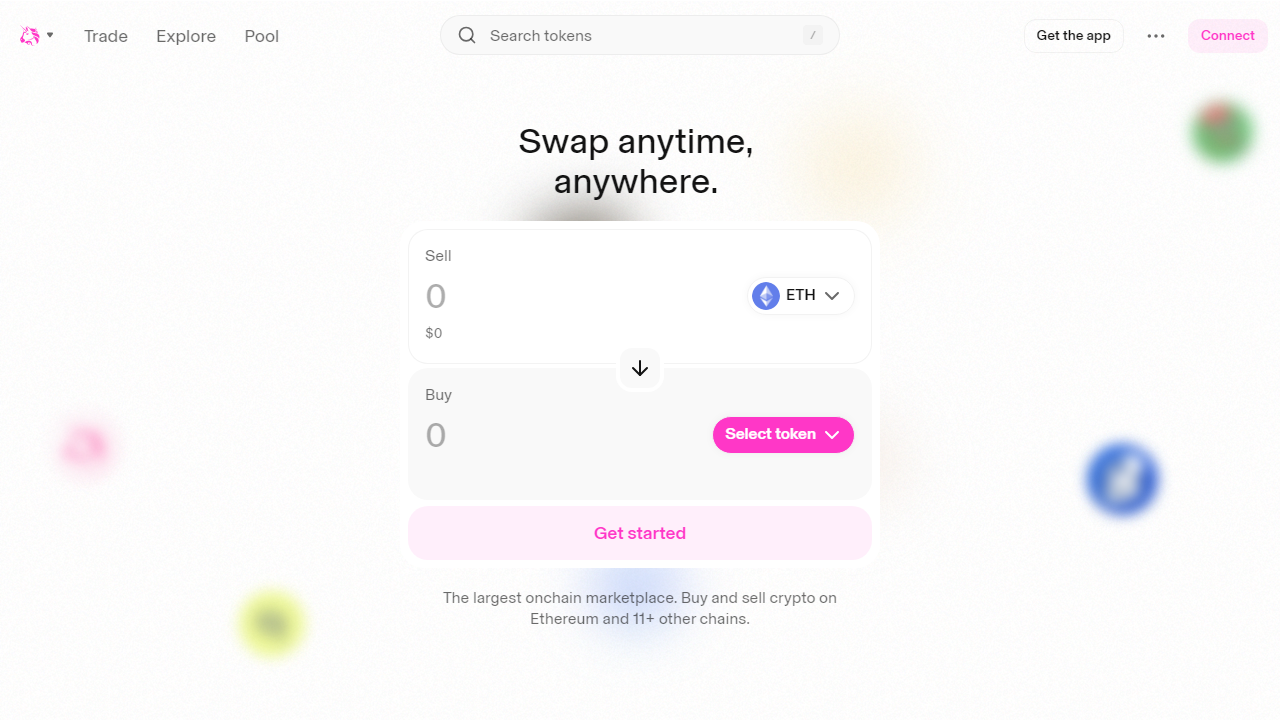 Trade
Explore
Pool
Search tokens
/
Get the app
Connect
Swap anytime,
anywhere.
Sell
0
ETH
$0
Buy
0
Select token
Get started
The largest onchain marketplace. Buy and sell crypto on
Ethereum and 11+ other chains.